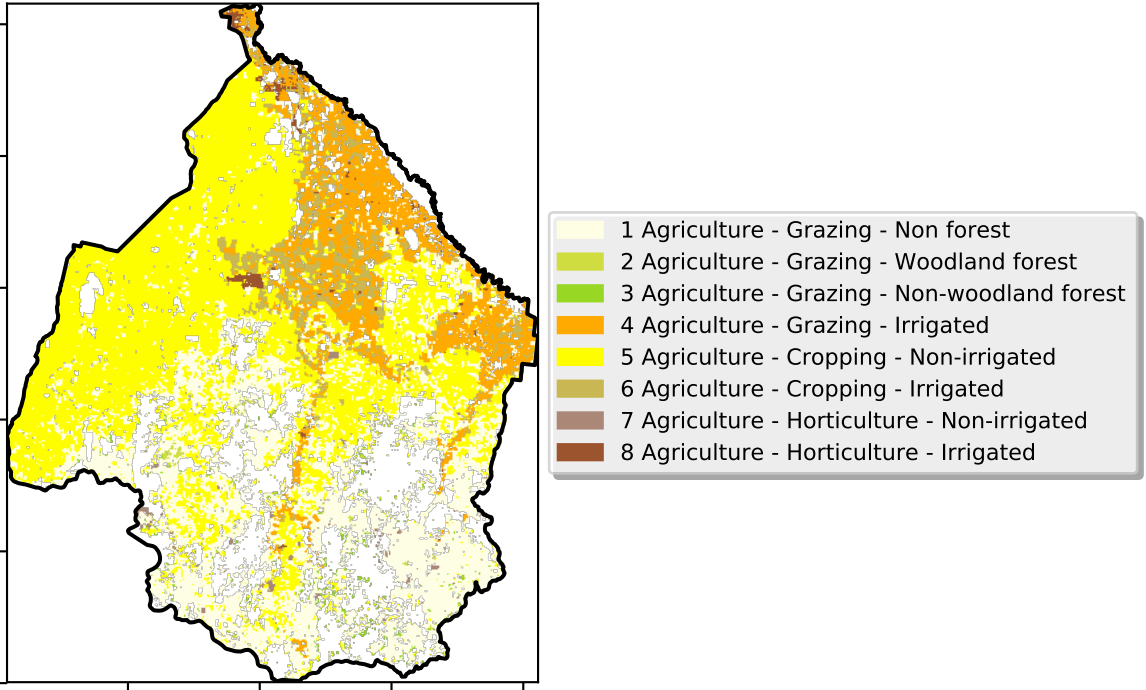 1 Agriculture - Grazing - Non forest
2 Agriculture - Grazing - Woodland forest
3 Agriculture - Grazing - Non-woodland forest
4 Agriculture - Grazing - Irrigated
5 Agriculture - Cropping - Non-irrigated
6 Agriculture - Cropping - Irrigated
7 Agriculture - Horticulture - Non-irrigated
8 Agriculture - Horticulture - Irrigated